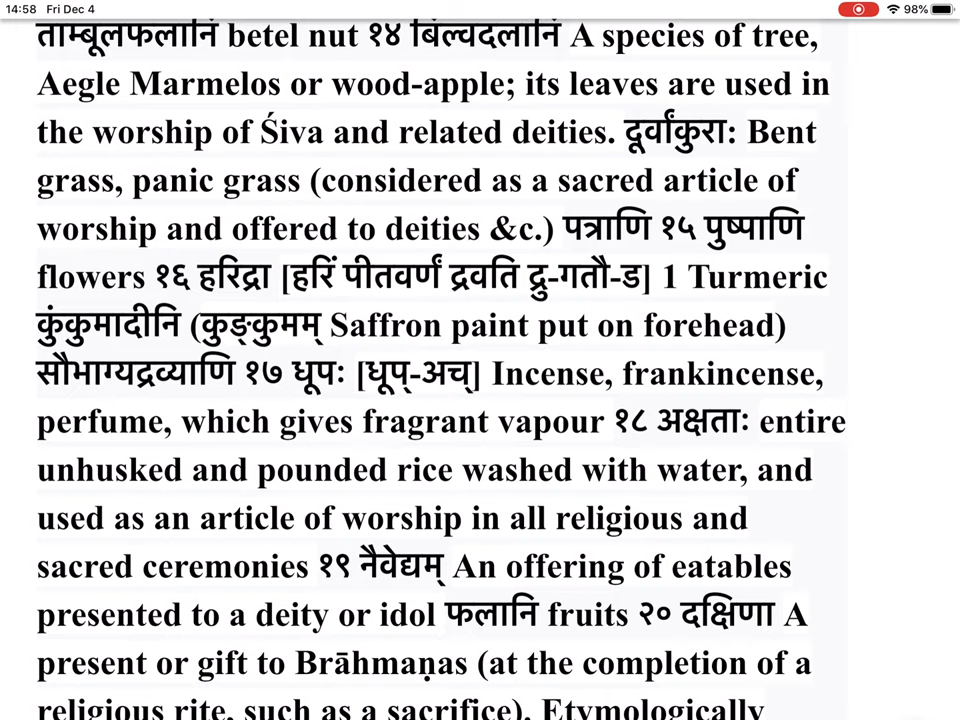 14:58 Fri Dec 4 98%
ताम्बूलफलानि betel nut १४ बिल्वदलानि A species of tree,
Aegle Marmelos or wood-apple; its leaves are used in
the worship of Śiva and related deities. दूर्वांकुरा: Bent
grass, panic grass (considered as a sacred article of
worship and offered to deities &c.) पत्राणि १५ पुष्पाणि
flowers १६ हरिद्रा [हरिं पीतवर्णं द्रवति द्रु-गतौ-ड] 1 Turmeric
कुंकुमादीनि (कुङ्कुमम् Saffron paint put on forehead)
सौभाग्यद्रव्याणि १७ धूपः [धूप्-अच्] Incense, frankincense,
perfume, which gives fragrant vapour १८ अक्षताः entire
unhusked and pounded rice washed with water, and
used as an article of worship in all religious and
sacred ceremonies १९ नैवेद्यम् An offering of eatables
presented to a deity or idol फलानि fruits २० दक्षिणा A
present or gift to Brāhmaṇas (at the completion of a
religious rite, such as a sacrifice). Etymologically